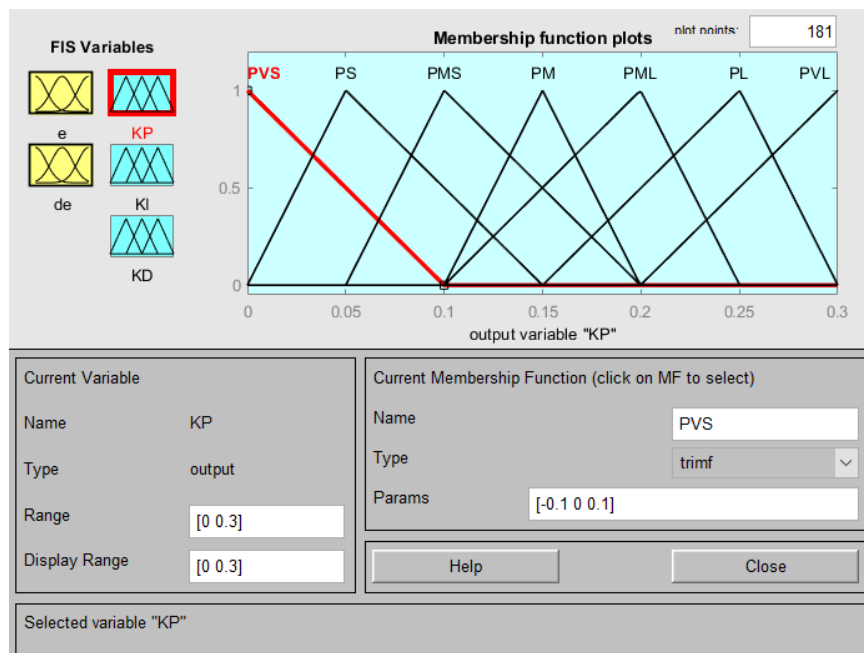 FIS Variables
Membership function plots
plot points:
181
e
KP
de
KI
KD
PVS
PS
PMS
PM
PML
PL
PVL
1
0.5
0
0
0.05
0.1
0.15
0.2
0.25
0.3
output variable "KP"
Current Variable
Name
KP
Type
output
Range
[0 0.3]
Display Range
[0 0.3]
Current Membership Function (click on MF to select)
Name
PVS
Type
trimf
Params
[-0.1 0 0.1]
Help
Close
Selected variable "KP"